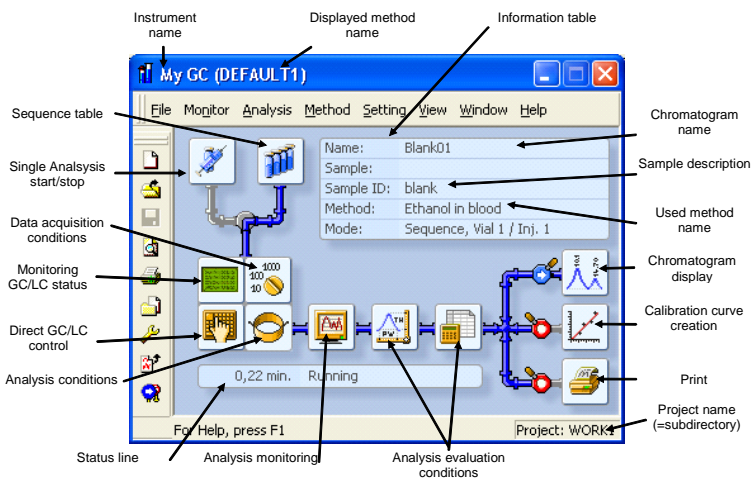 Instrument
name
Displayed method
name
Information table
My GC (DEFAULT1)
File Monitor Analysis Method Setting View Window Help
Sequence table
Single Analsysis
start/stop
Data acquisition
conditions
Monitoring
GC/LC status
Direct GC/LC
control
Analysis conditions
Name: Blank01
Sample:
Sample ID: blank
Method: Ethanol in blood
Mode: Sequence, Vial 1 / Inj. 1
Chromatogram
name
Sample description
Used method
name
Chromatogram
display
Calibration curve
creation
Print
Project name
(=subdirectory)
1000
100
10
TH
PW
0,22 min. Running
For Help, press F1
Project: WORK1
Status line
Analysis monitoring
Analysis evaluation
conditions